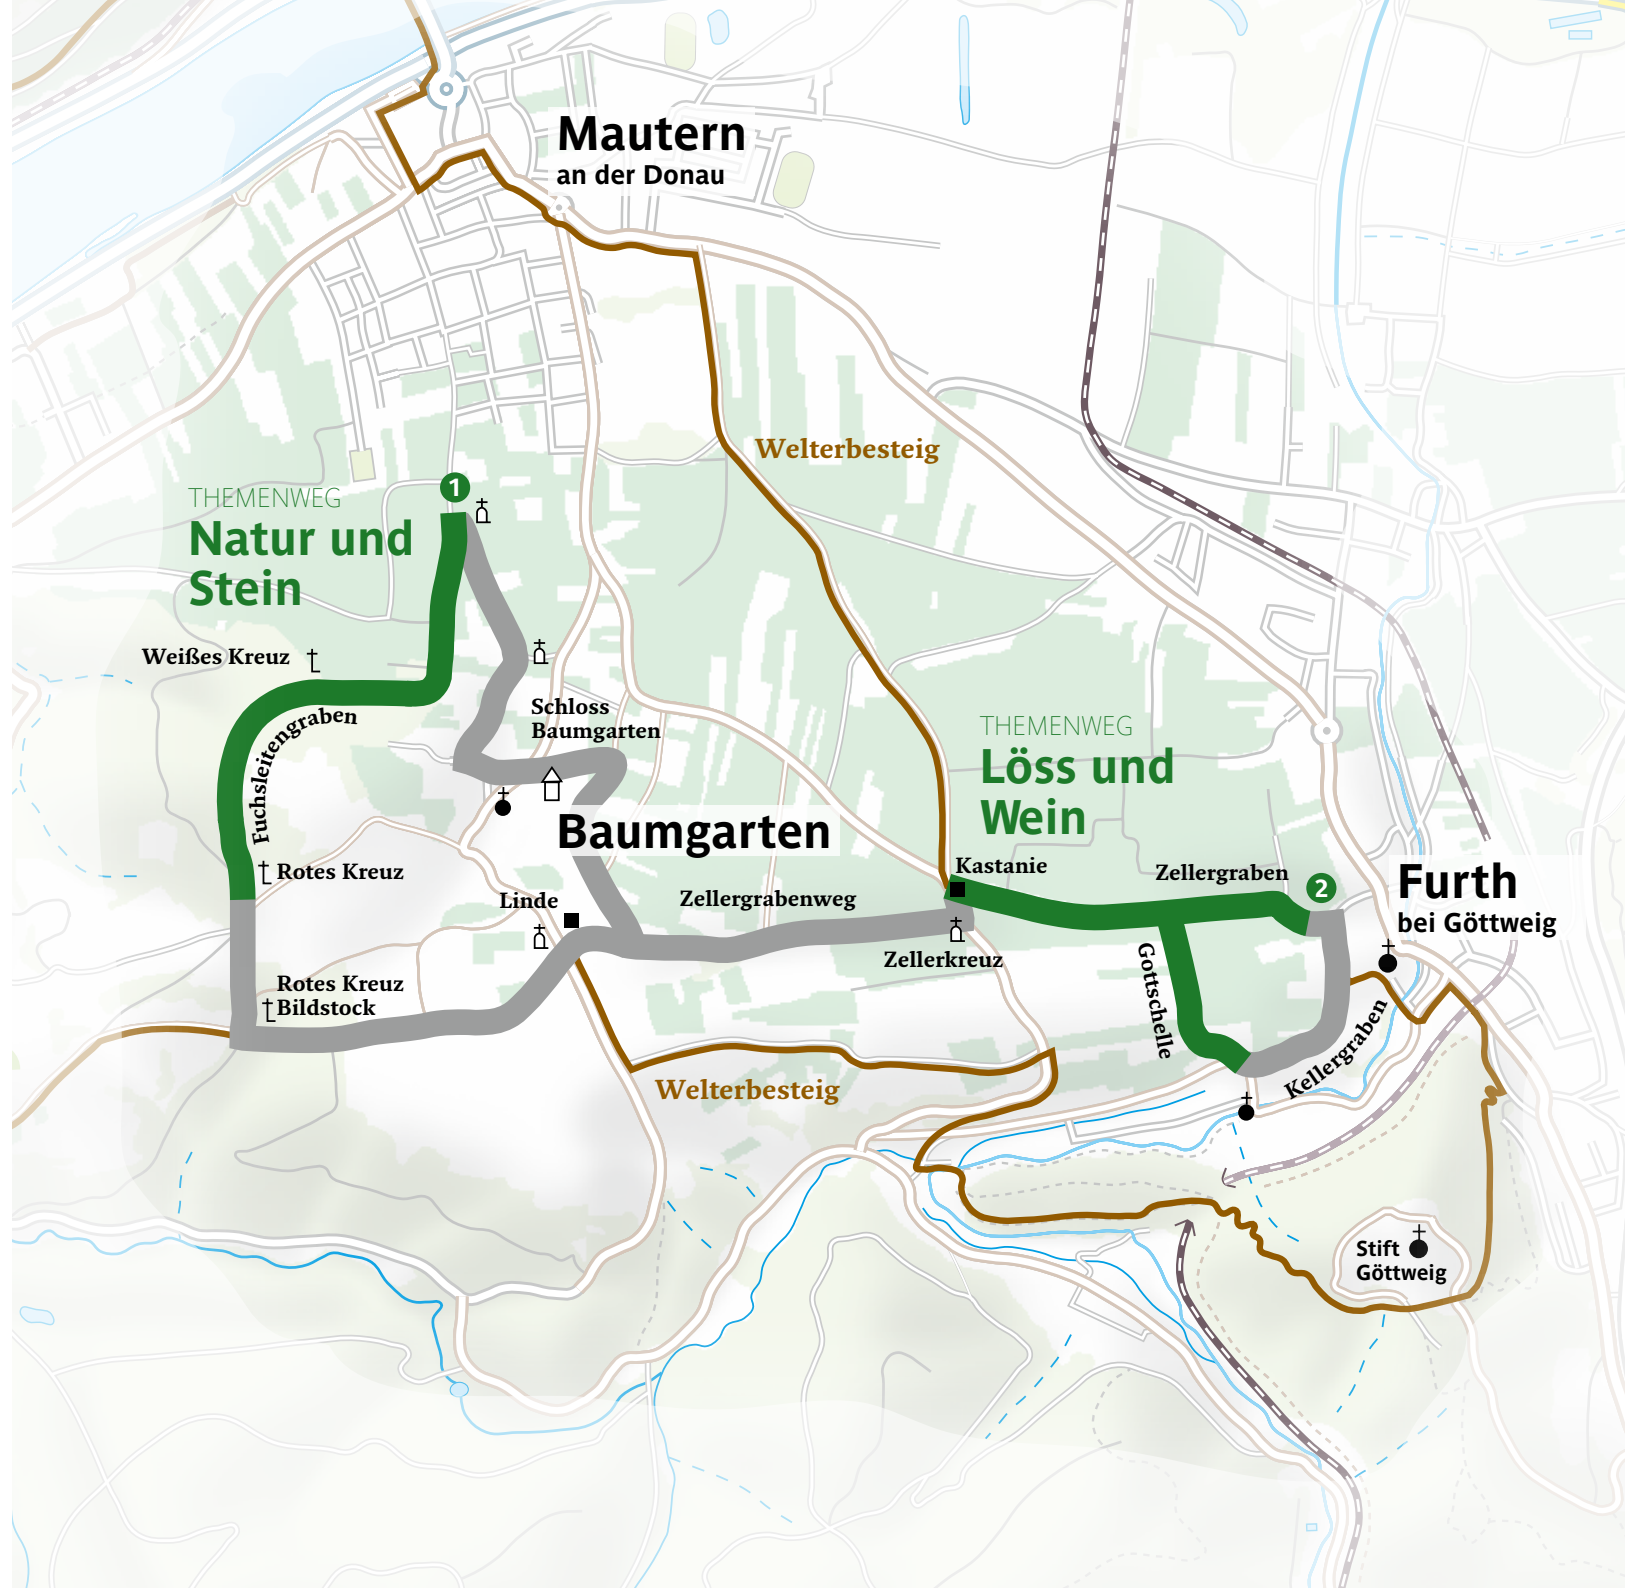 Mautern
an der Donau
Welterbesteig
1
THEMENWEG
Natur und
Stein
Weißes Kreuz
Fuchsleitengraben
Schloss
Baumgarten
THEMENWEG
Löss und
Wein
Baumgarten
Kastanie
Zellergraben
2
Furth
bei Göttweig
Rotes Kreuz
Linde
Zellergrabenweg
Zellerkreuz
Gottschelle
Kellergraben
Rotes Kreuz
Bildstock
Welterbesteig
Stift
Göttweig